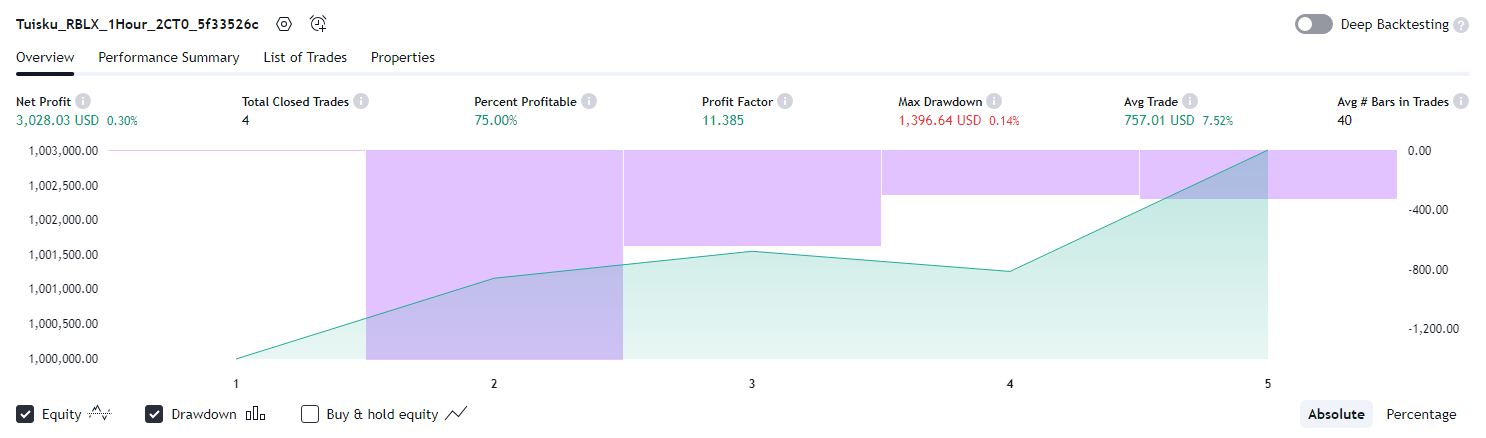 Tuisku_RBLX_1Hour_2CT0_5f33526c
Deep Backtesting ?
Overview Performance Summary List of Trades Properties
Net Profit Total Closed Trades Percent Profitable Profit Factor Max Drawdown Avg Trade Avg # Bars in Trades
3,028.03 USD 0.30% 4 75.00% 11.385 1,396.64 USD 0.14% 757.01 USD 7.52% 40
1,003,000.00 0.00
1,002,500.00
1,002,000.00 -400.00
1,001,500.00
1,001,000.00 -800.00
1,000,500.00 -1,200.00
1,000,000.00
1 2 3 4 5
Equity Drawdown Buy & hold equity Absolute Percentage